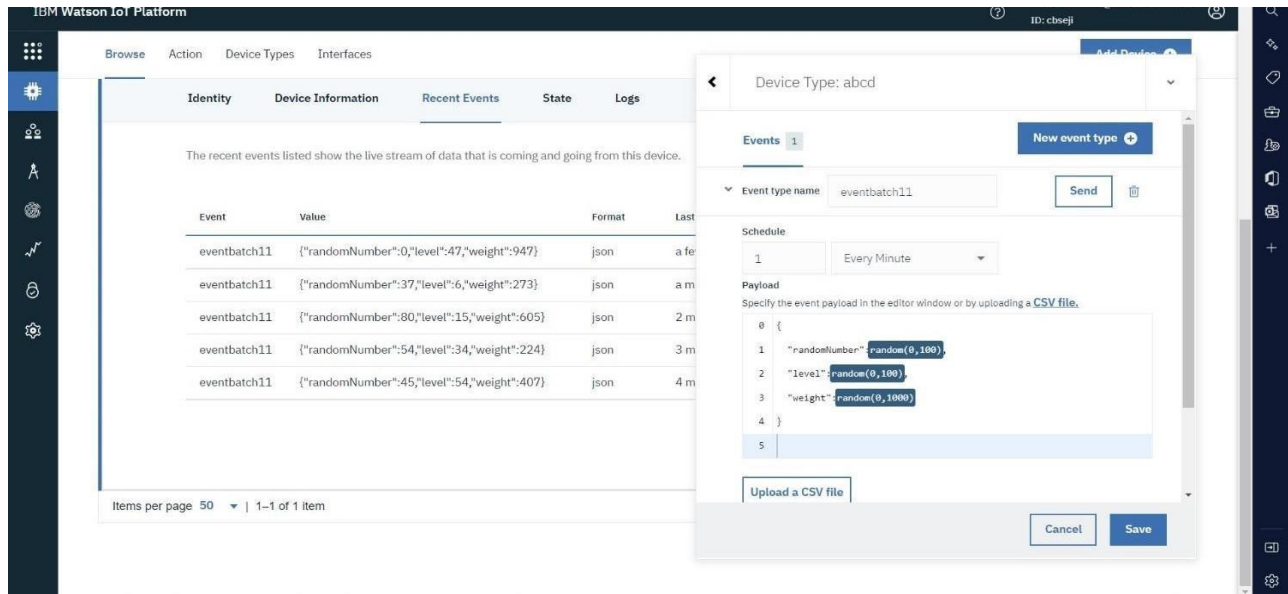 IBM Watson IoT Platform
ID: cbseji
Browse Action Device Types Interfaces
Add Device
Identity Device Information Recent Events State Logs
The recent events listed show the live stream of data that is coming and going from this device.
Event Value Format Last
eventbatch11 {"randomNumber":0,"level":47,"weight":947} json a fe
eventbatch11 {"randomNumber":37,"level":6,"weight":273} json a m
eventbatch11 {"randomNumber":80,"level":15,"weight":605} json 2 m
eventbatch11 {"randomNumber":54,"level":34,"weight":224} json 3 m
eventbatch11 {"randomNumber":45,"level":54,"weight":407} json 4 m
Items per page 50 | 1–1 of 1 item
Device Type: abcd
Events 1
New event type
Event type name eventbatch11 Send
Schedule
1 Every Minute
Payload
Specify the event payload in the editor window or by uploading a CSV file.
0 {
1 "randomNumber":random(0,100),
2 "level":random(0,100),
3 "weight":random(0,1000)
4 }
5
Upload a CSV file
Cancel Save